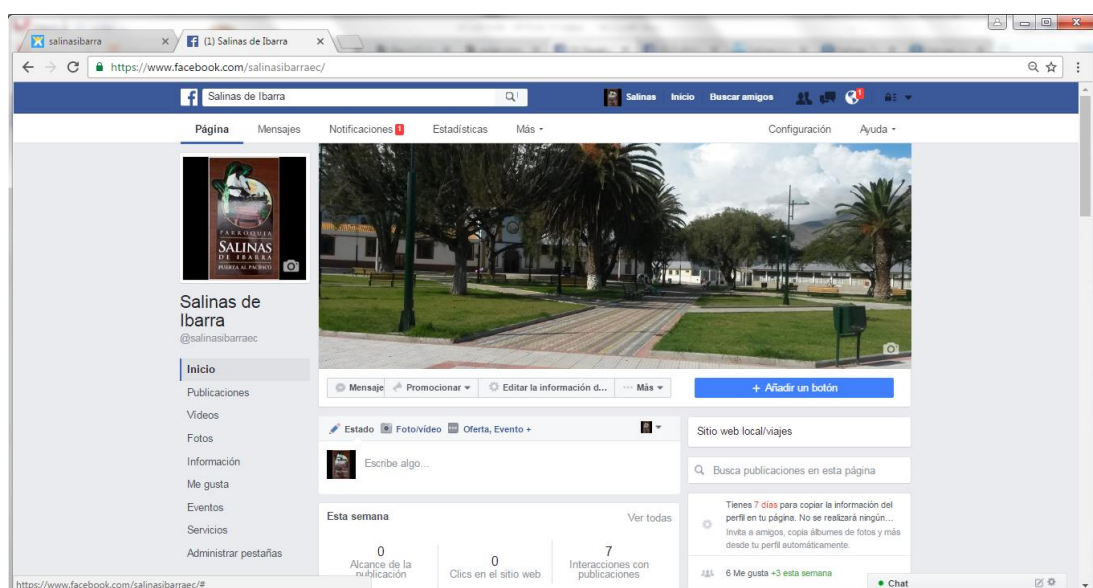 salinasibarra
(1) Salinas de Ibarra
https://www.facebook.com/salinasibarraec/
Salinas de Ibarra
Salinas Inicio Buscar amigos 1
Página Mensajes Notificaciones 1 Estadísticas Más
Configuración Ayuda
PARROQUIA
SALINAS
DE IBARRA
PUERTA AL PACÍFICO
Salinas de
Ibarra
@salinasibarraec
Inicio
Publicaciones
Vídeos
Fotos
Información
Me gusta
Eventos
Servicios
Administrar pestañas
Mensaje Promocionar Editar la información d... Más
+ Añadir un botón
Estado Foto/vídeo Oferta, Evento +
Escribe algo...
Esta semana Ver todas
0
Alcance de la
publicación
0
Clics en el sitio web
7
Interacciones con
publicaciones
Sitio web local/viajes
Busca publicaciones en esta página
Tienes 7 días para copiar la información del
perfil en tu página. No se realizará ningún...
Invita a amigos, copia álbumes de fotos y más
desde tu perfil automáticamente.
6 Me gusta +3 esta semana
Chat
https://www.facebook.com/salinasibarraec/#